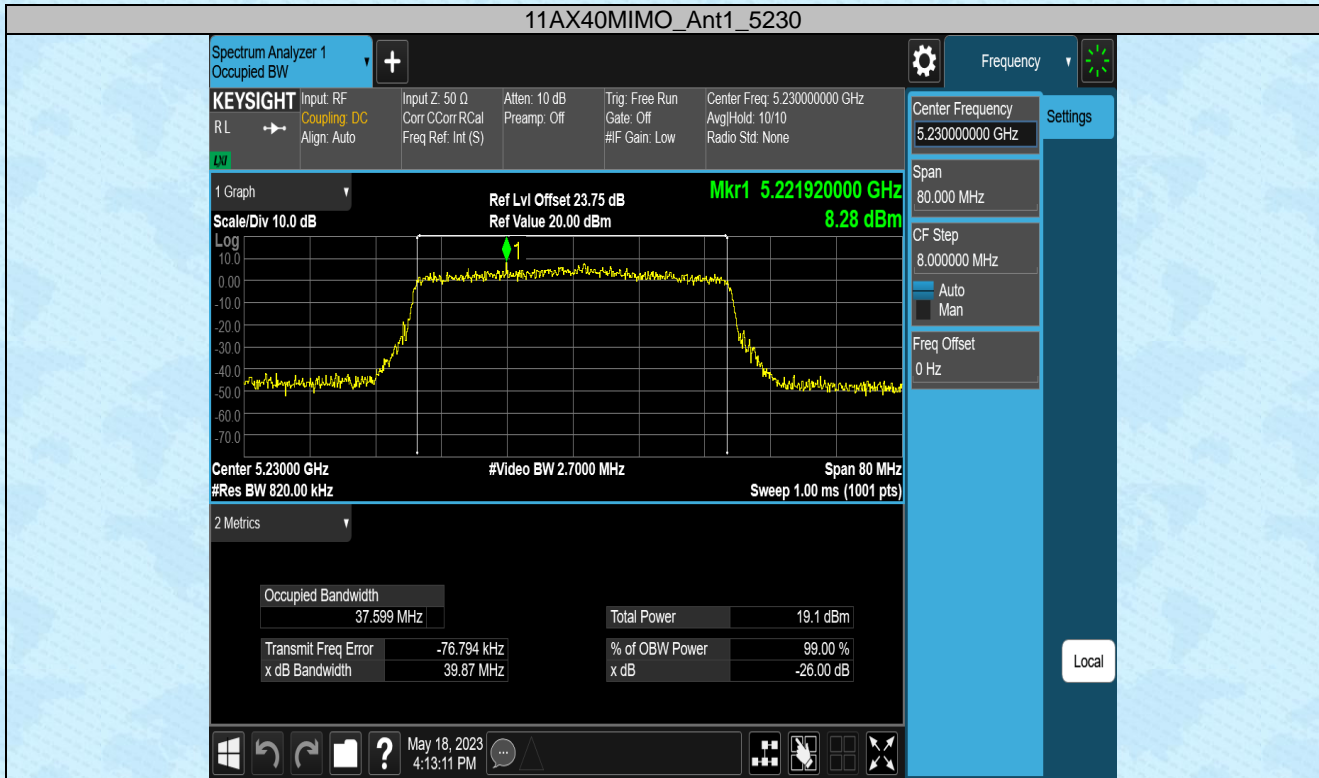 11AX40MIMO_Ant1_5230
Spectrum Analyzer 1
Occupied BW
Frequency
KEYSIGHT
R L
LXI
Input: RF
Coupling: DC
Align: Auto
Input Z: 50 Ω
Corr CCorr RCal
Freq Ref: Int (S)
Atten: 10 dB
Preamp: Off
Trig: Free Run
Gate: Off
#IF Gain: Low
Center Freq: 5.230000000 GHz
Avg|Hold: 10/10
Radio Std: None
Center Frequency
5.230000000 GHz
Settings
Span
80.000 MHz
CF Step
8.000000 MHz
Auto
Man
Freq Offset
0 Hz
Local
1 Graph
Scale/Div 10.0 dB
Ref Lvl Offset 23.75 dB
Ref Value 20.00 dBm
Mkr1 5.221920000 GHz
8.28 dBm
Log
1
10.0
0.00
-10.0
-20.0
-30.0
-40.0
-50.0
-60.0
-70.0
Center 5.23000 GHz
#Video BW 2.7000 MHz
Span 80 MHz
#Res BW 820.00 kHz
Sweep 1.00 ms (1001 pts)
2 Metrics
Occupied Bandwidth
37.599 MHz
Total Power 19.1 dBm
Transmit Freq Error -76.794 kHz
% of OBW Power 99.00 %
x dB Bandwidth 39.87 MHz
x dB -26.00 dB
May 18, 2023
4:13:11 PM